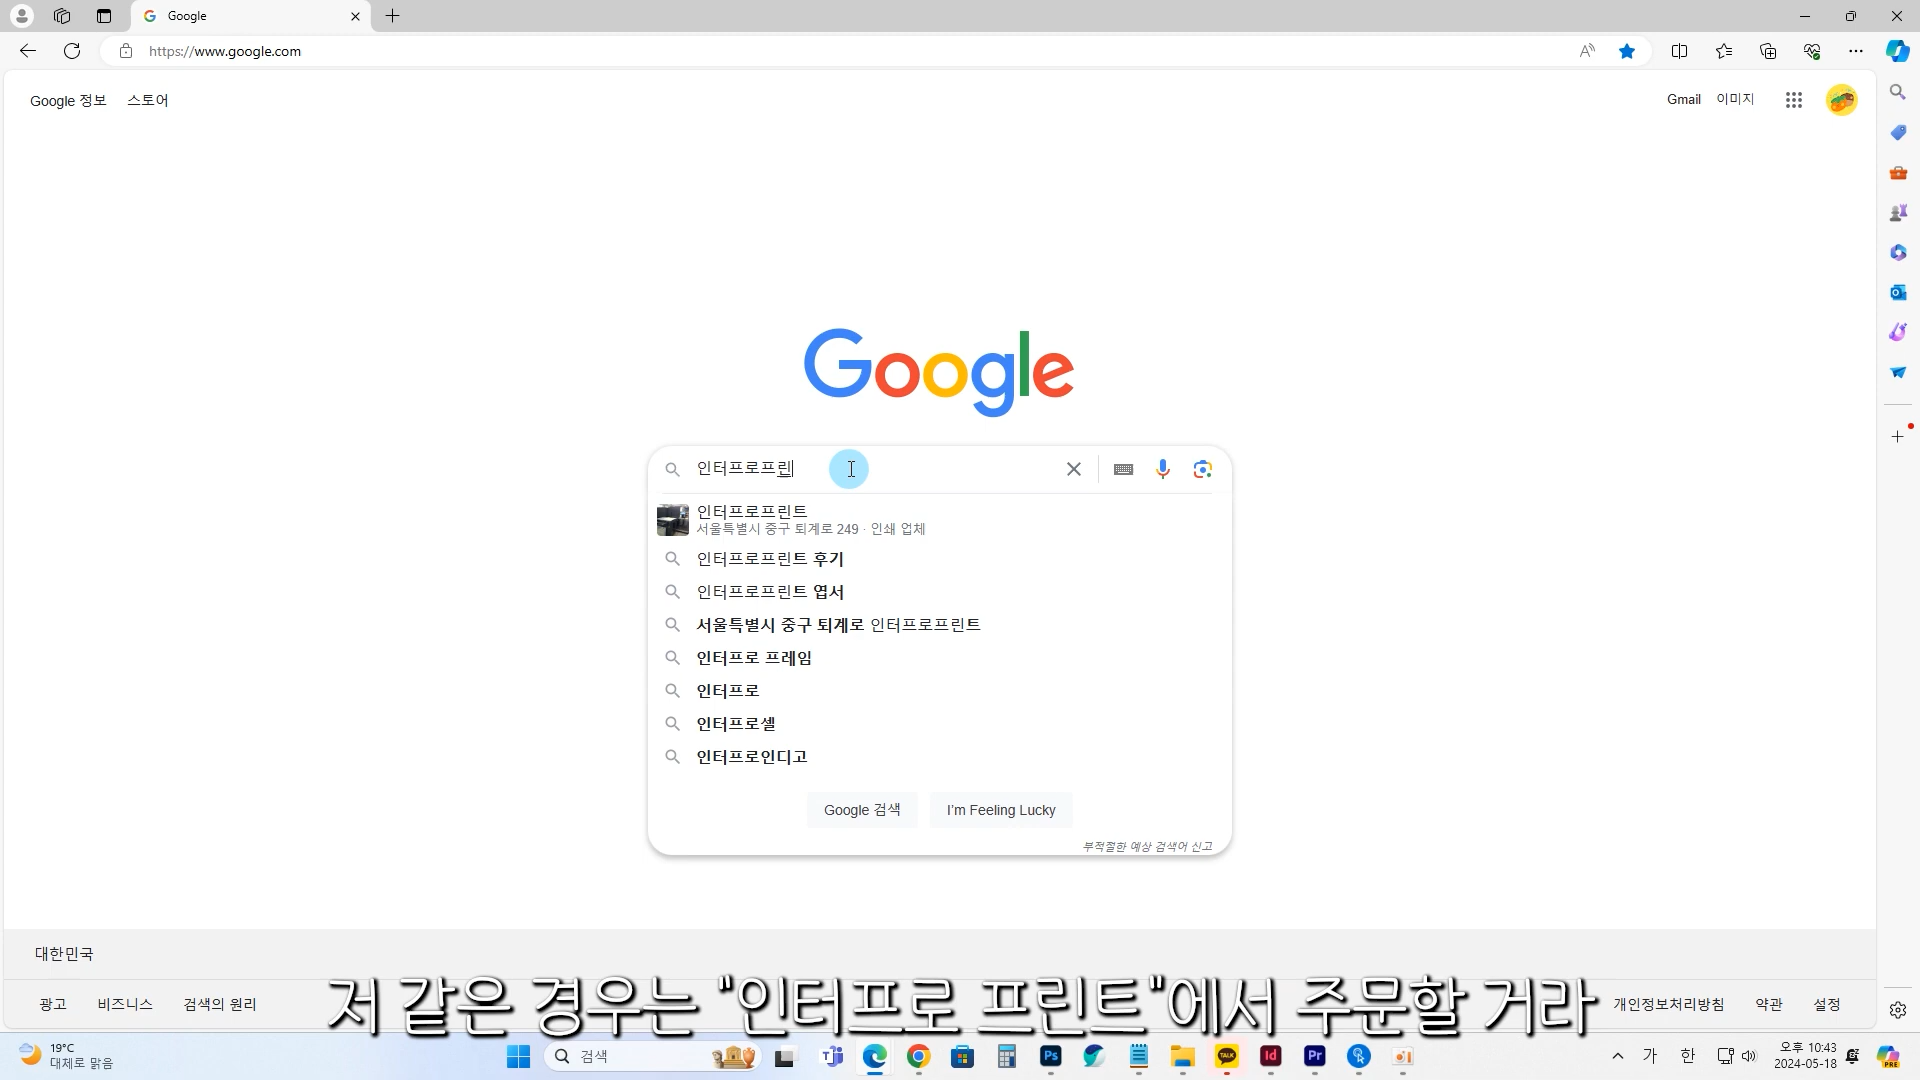 Google
https://www.google.com
Google 정보 스토어
Gmail 이미지
Google
인터프로프린
인터프로프린트
서울특별시 중구 퇴계로 249 · 인쇄 업체
인터프로프린트 후기
인터프로프린트 엽서
서울특별시 중구 퇴계로 인터프로프린트
인터프로 프레임
인터프로
인터프로셀
인터프로인디고
Google 검색 I'm Feeling Lucky
부적절한 예상 검색어 신고
대한민국
광고 비즈니스 검색의 원리
개인정보처리방침 약관 설정
저 같은 경우는 "인터프로 프린트"에서 주문할 거라
19°C
대체로 맑음
검색
Ps
TALK
Id
Pr
가 한
오후 10:43
2024-05-18
PRE